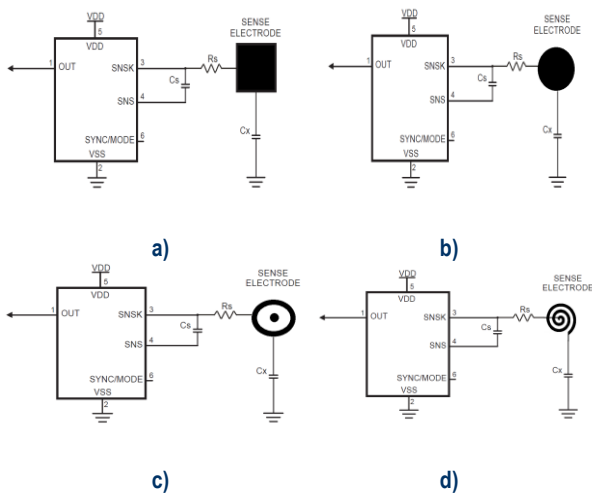 VDD
5
VDD
SENSE
ELECTRODE
1
OUT
SNSK
3
Rs
Cs
SNS
4
Cx
SYNC/MODE
6
VSS
2
a)
VDD
5
VDD
SENSE
ELECTRODE
1
OUT
SNSK
3
Rs
Cs
SNS
4
Cx
SYNC/MODE
6
VSS
2
b)
VDD
5
VDD
SENSE
ELECTRODE
1
OUT
SNSK
3
Rs
Cs
SNS
4
Cx
SYNC/MODE
6
VSS
2
c)
VDD
5
VDD
SENSE
ELECTRODE
1
OUT
SNSK
3
Rs
Cs
SNS
4
Cx
SYNC/MODE
6
VSS
2
d)